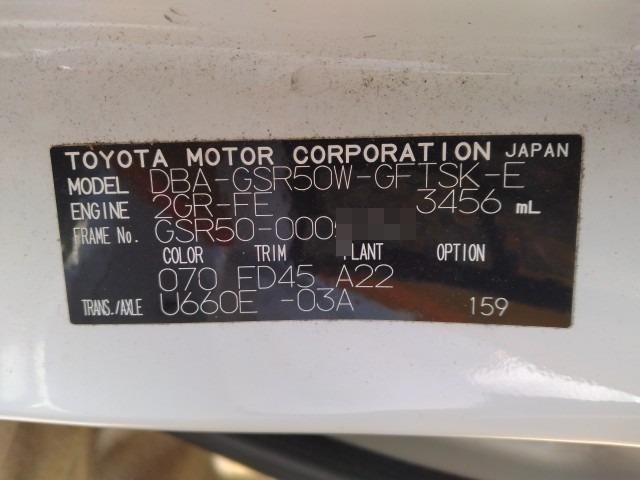 TOYOTA MOTOR CORPORATION JAPAN
MODEL DBA-GSR50W-GFTSK-E
ENGINE 2GR-FE 3456 mL
FRAME No. GSR50-000
COLOR TRIM PLANT OPTION
070 FD45 A22
TRANS./AXLE U660E -03A 159